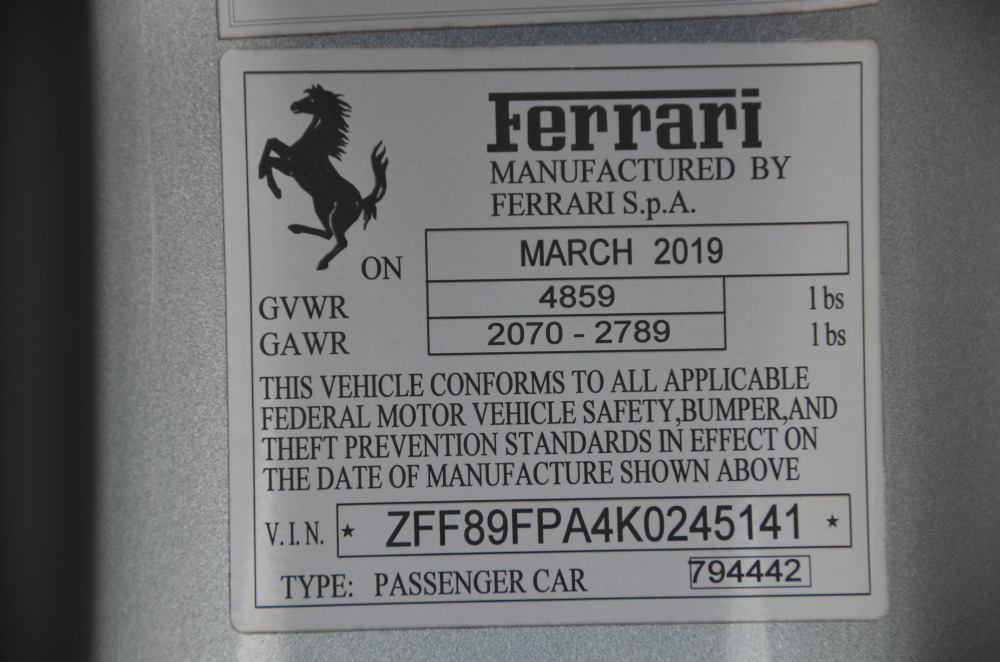 Ferrari
MANUFACTURED BY
FERRARI S.p.A.
ON MARCH 2019
GVWR 4859 lbs
GAWR 2070 - 2789 lbs
THIS VEHICLE CONFORMS TO ALL APPLICABLE
FEDERAL MOTOR VEHICLE SAFETY,BUMPER,AND
THEFT PREVENTION STANDARDS IN EFFECT ON
THE DATE OF MANUFACTURE SHOWN ABOVE
V.I.N. * ZFF89FPA4K0245141 *
TYPE: PASSENGER CAR 794442